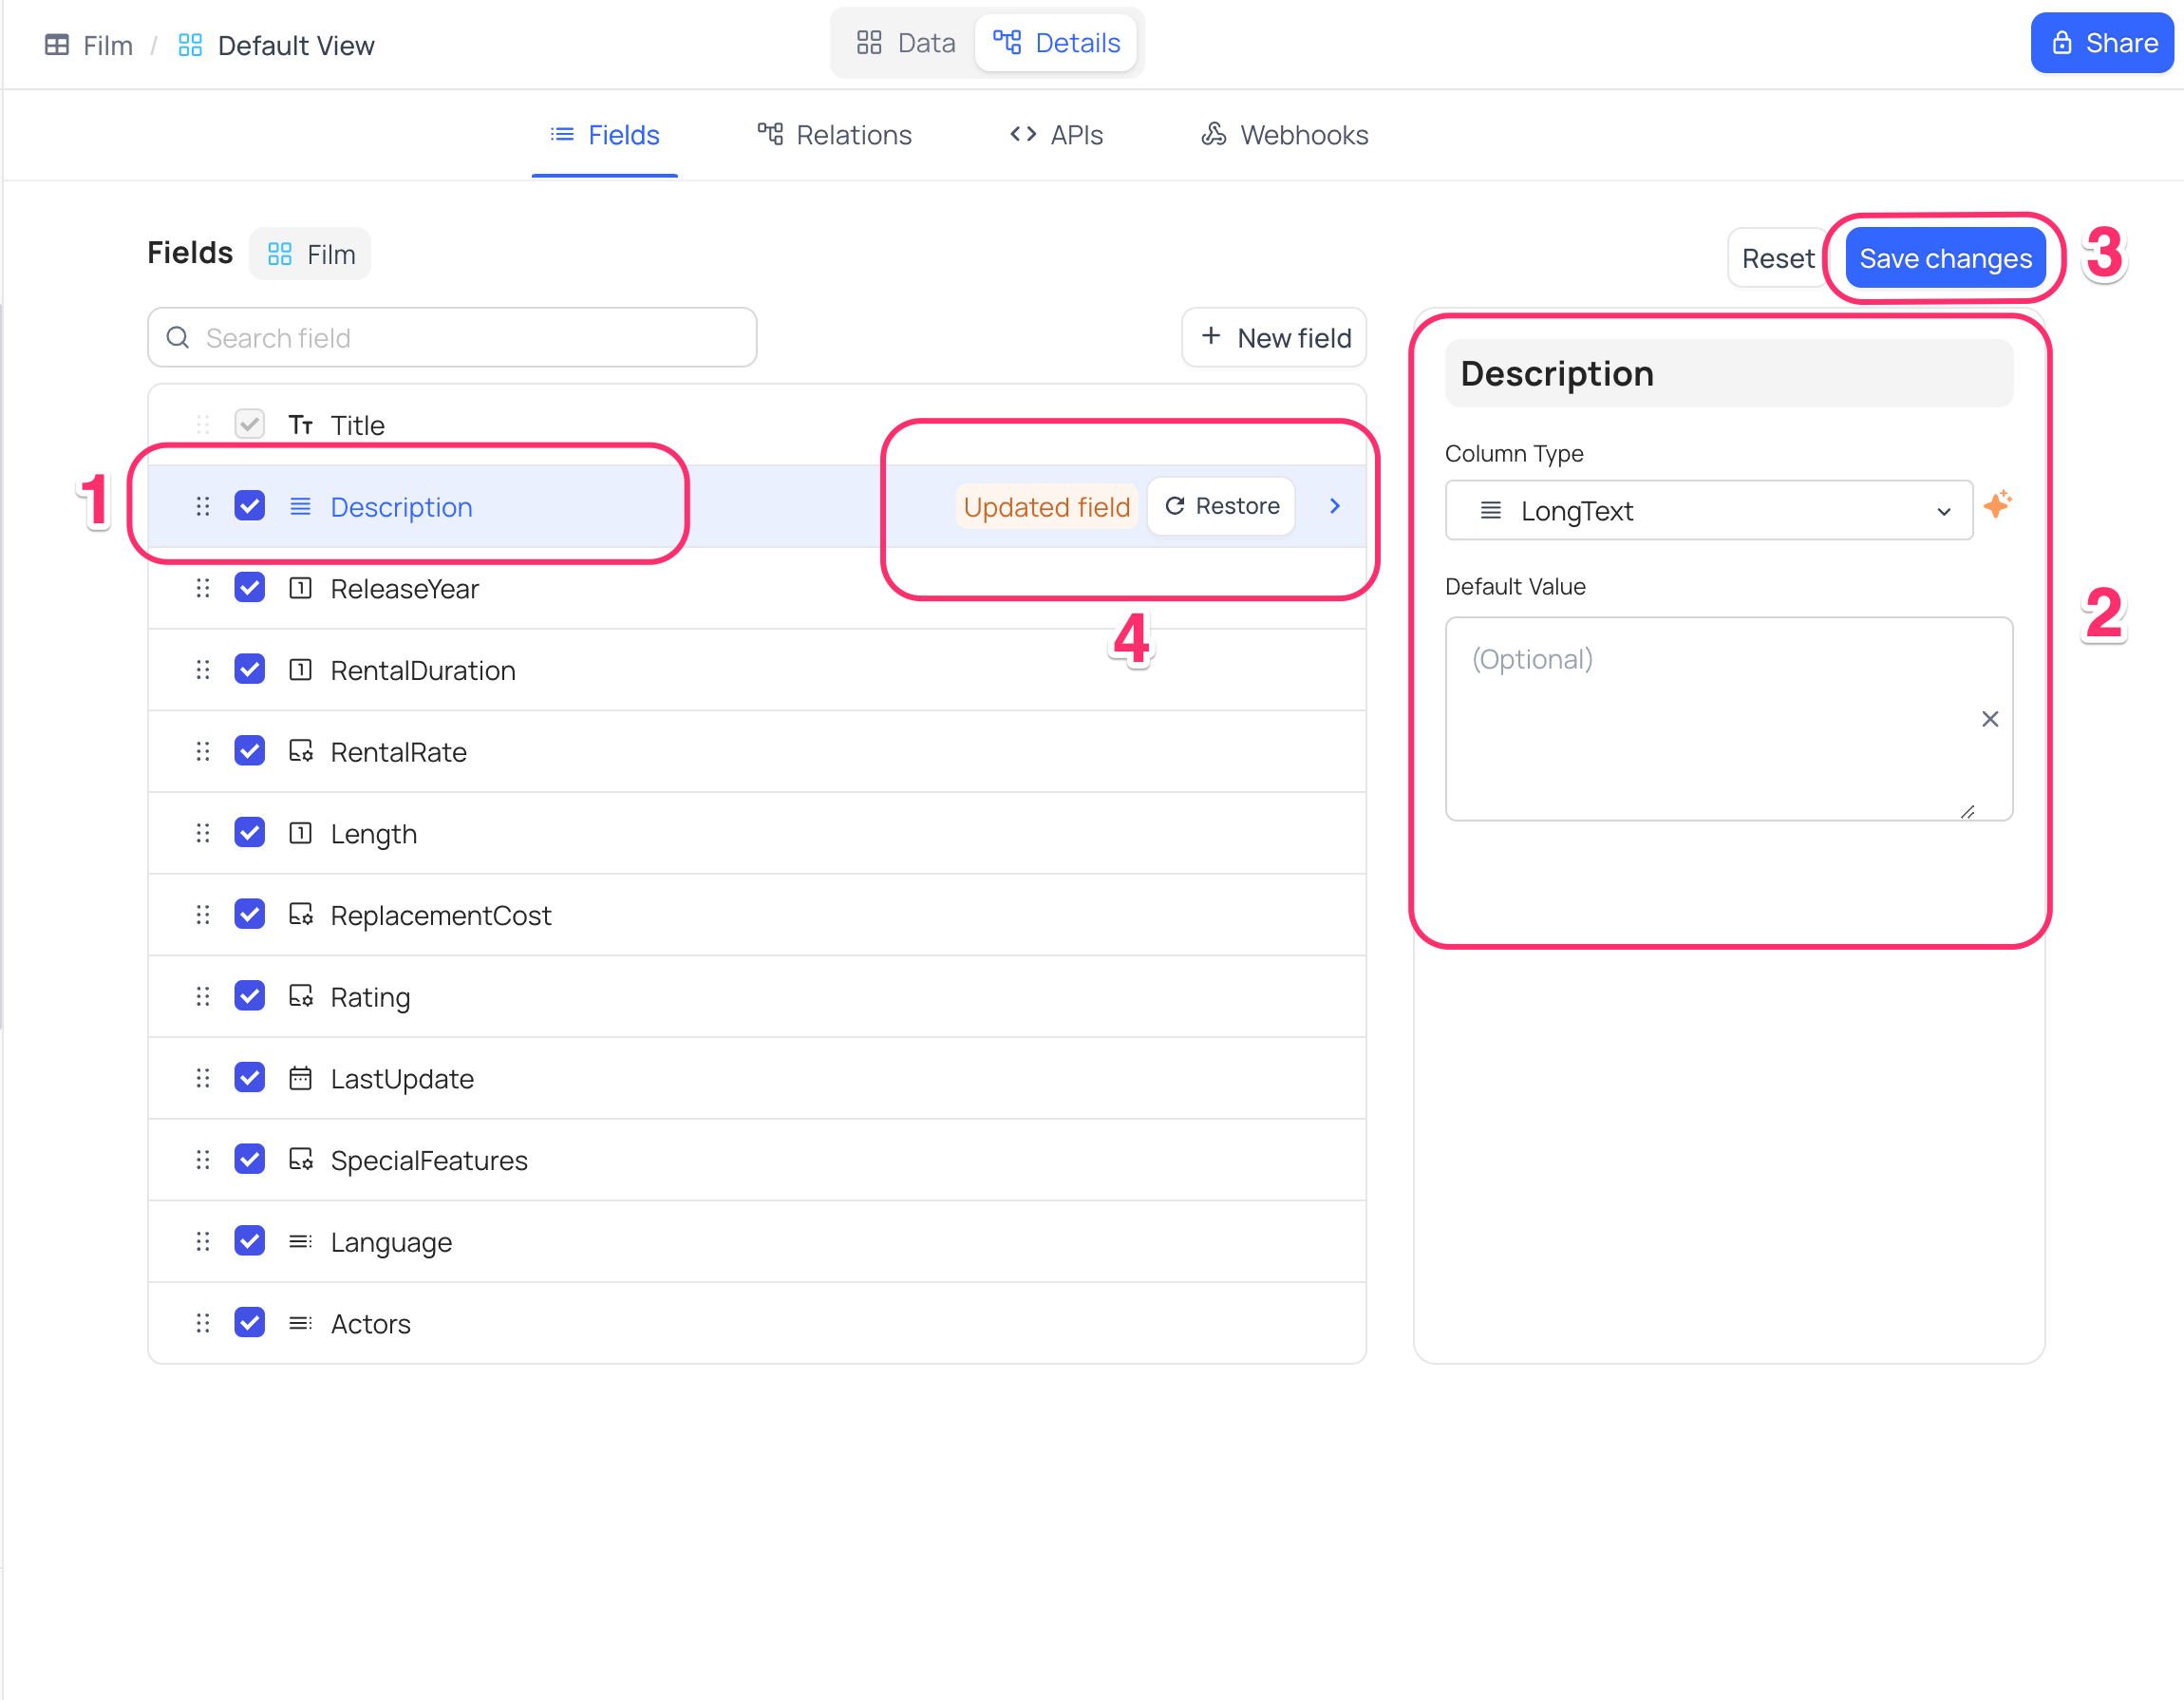 Film / Default View
Data
Details
Share
Fields
Relations
APIs
Webhooks
Fields
Film
Reset
Save changes
3
Search field
+ New field
Title
1
Description
Updated field
Restore
4
ReleaseYear
RentalDuration
RentalRate
Length
ReplacementCost
Rating
LastUpdate
SpecialFeatures
Language
Actors
Description
Column Type
LongText
Default Value
(Optional)
2